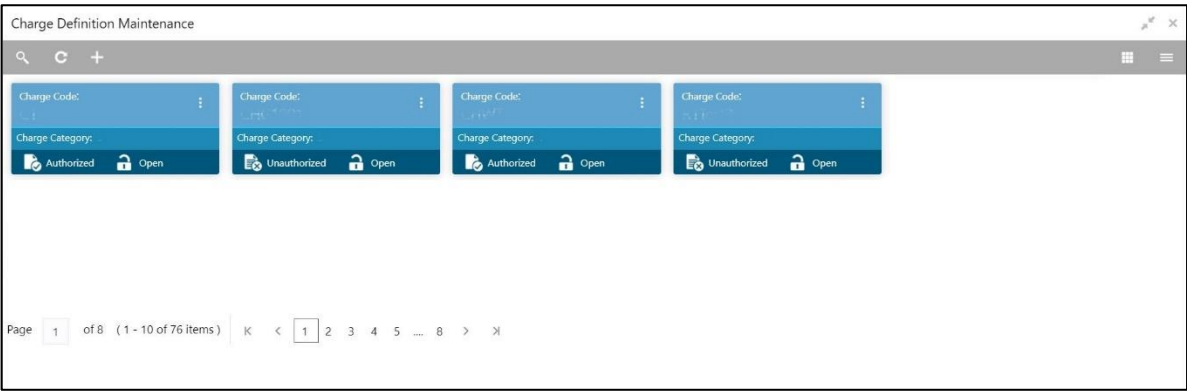 Charge Definition Maintenance
Charge Code: Charge Code: Charge Code: Charge Code:
Charge Category: Charge Category: Charge Category: Charge Category:
Authorized Open Unauthorized Open Authorized Open Unauthorized Open
Page 1 of 8 ( 1 - 10 of 76 items ) 1 2 3 4 5 .... 8